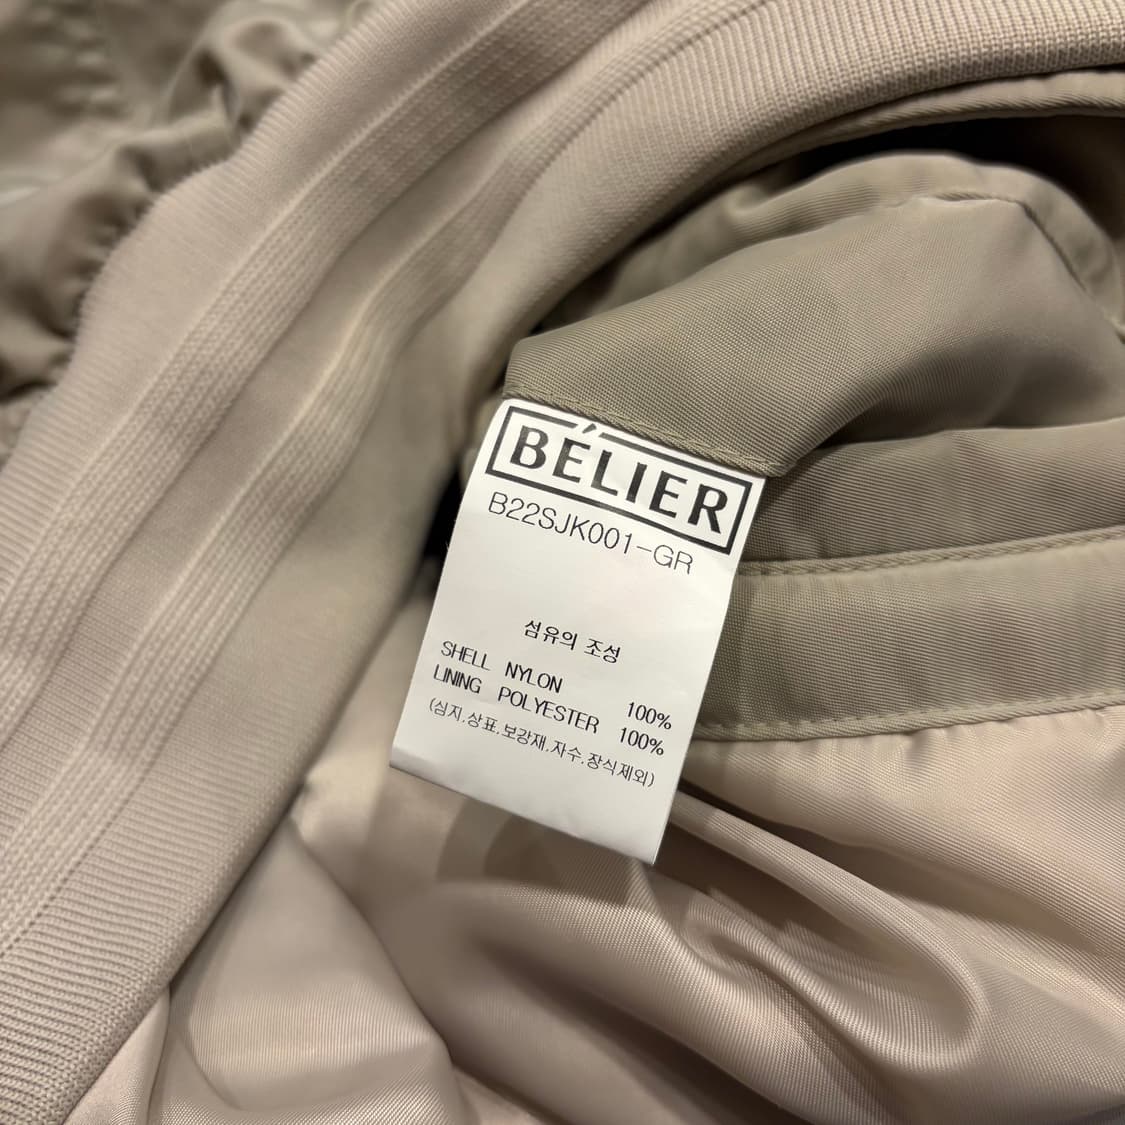 BÉLIER
B22SJK001-GR
섬유의 조성
SHELL NYLON 100%
LINING POLYESTER 100%
(심지,상표,보강재,자수,장식제외)